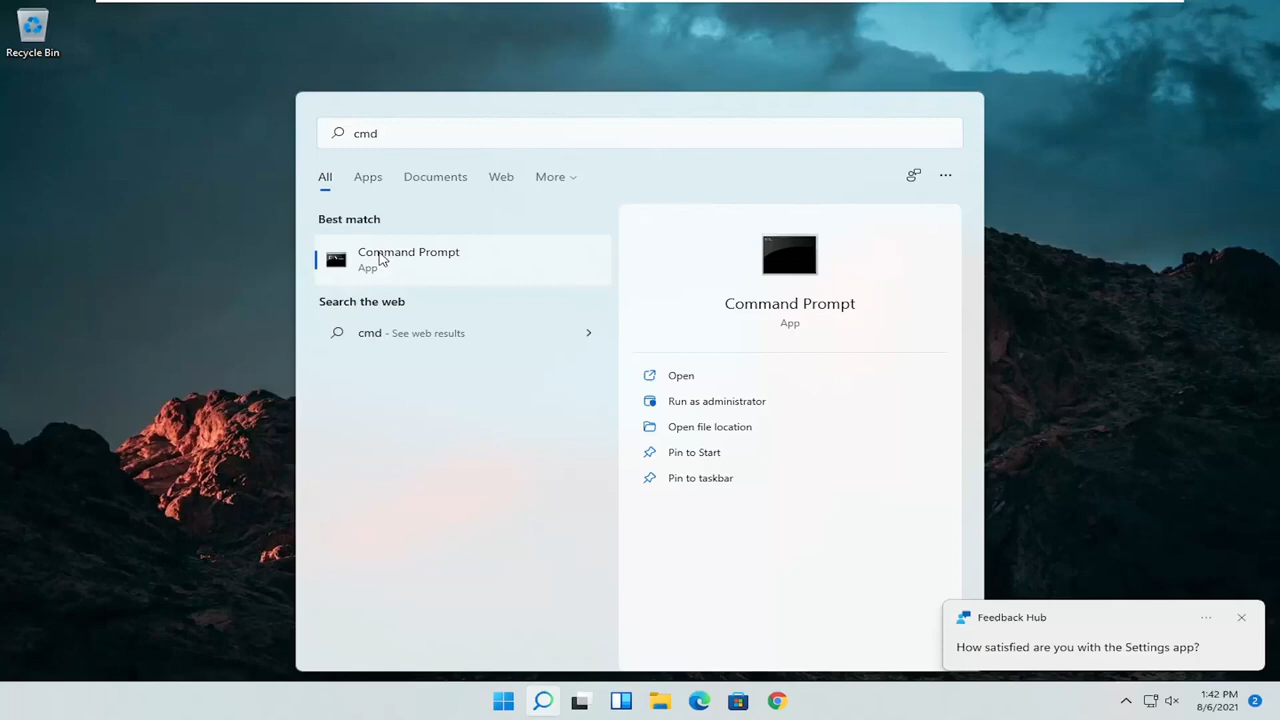 Recycle Bin
cmd
All Apps Documents Web More
Best match
Command Prompt
App
Search the web
cmd - See web results
Command Prompt
App
Open
Run as administrator
Open file location
Pin to Start
Pin to taskbar
Feedback Hub
How satisfied are you with the Settings app?
1:42 PM
8/6/2021
2